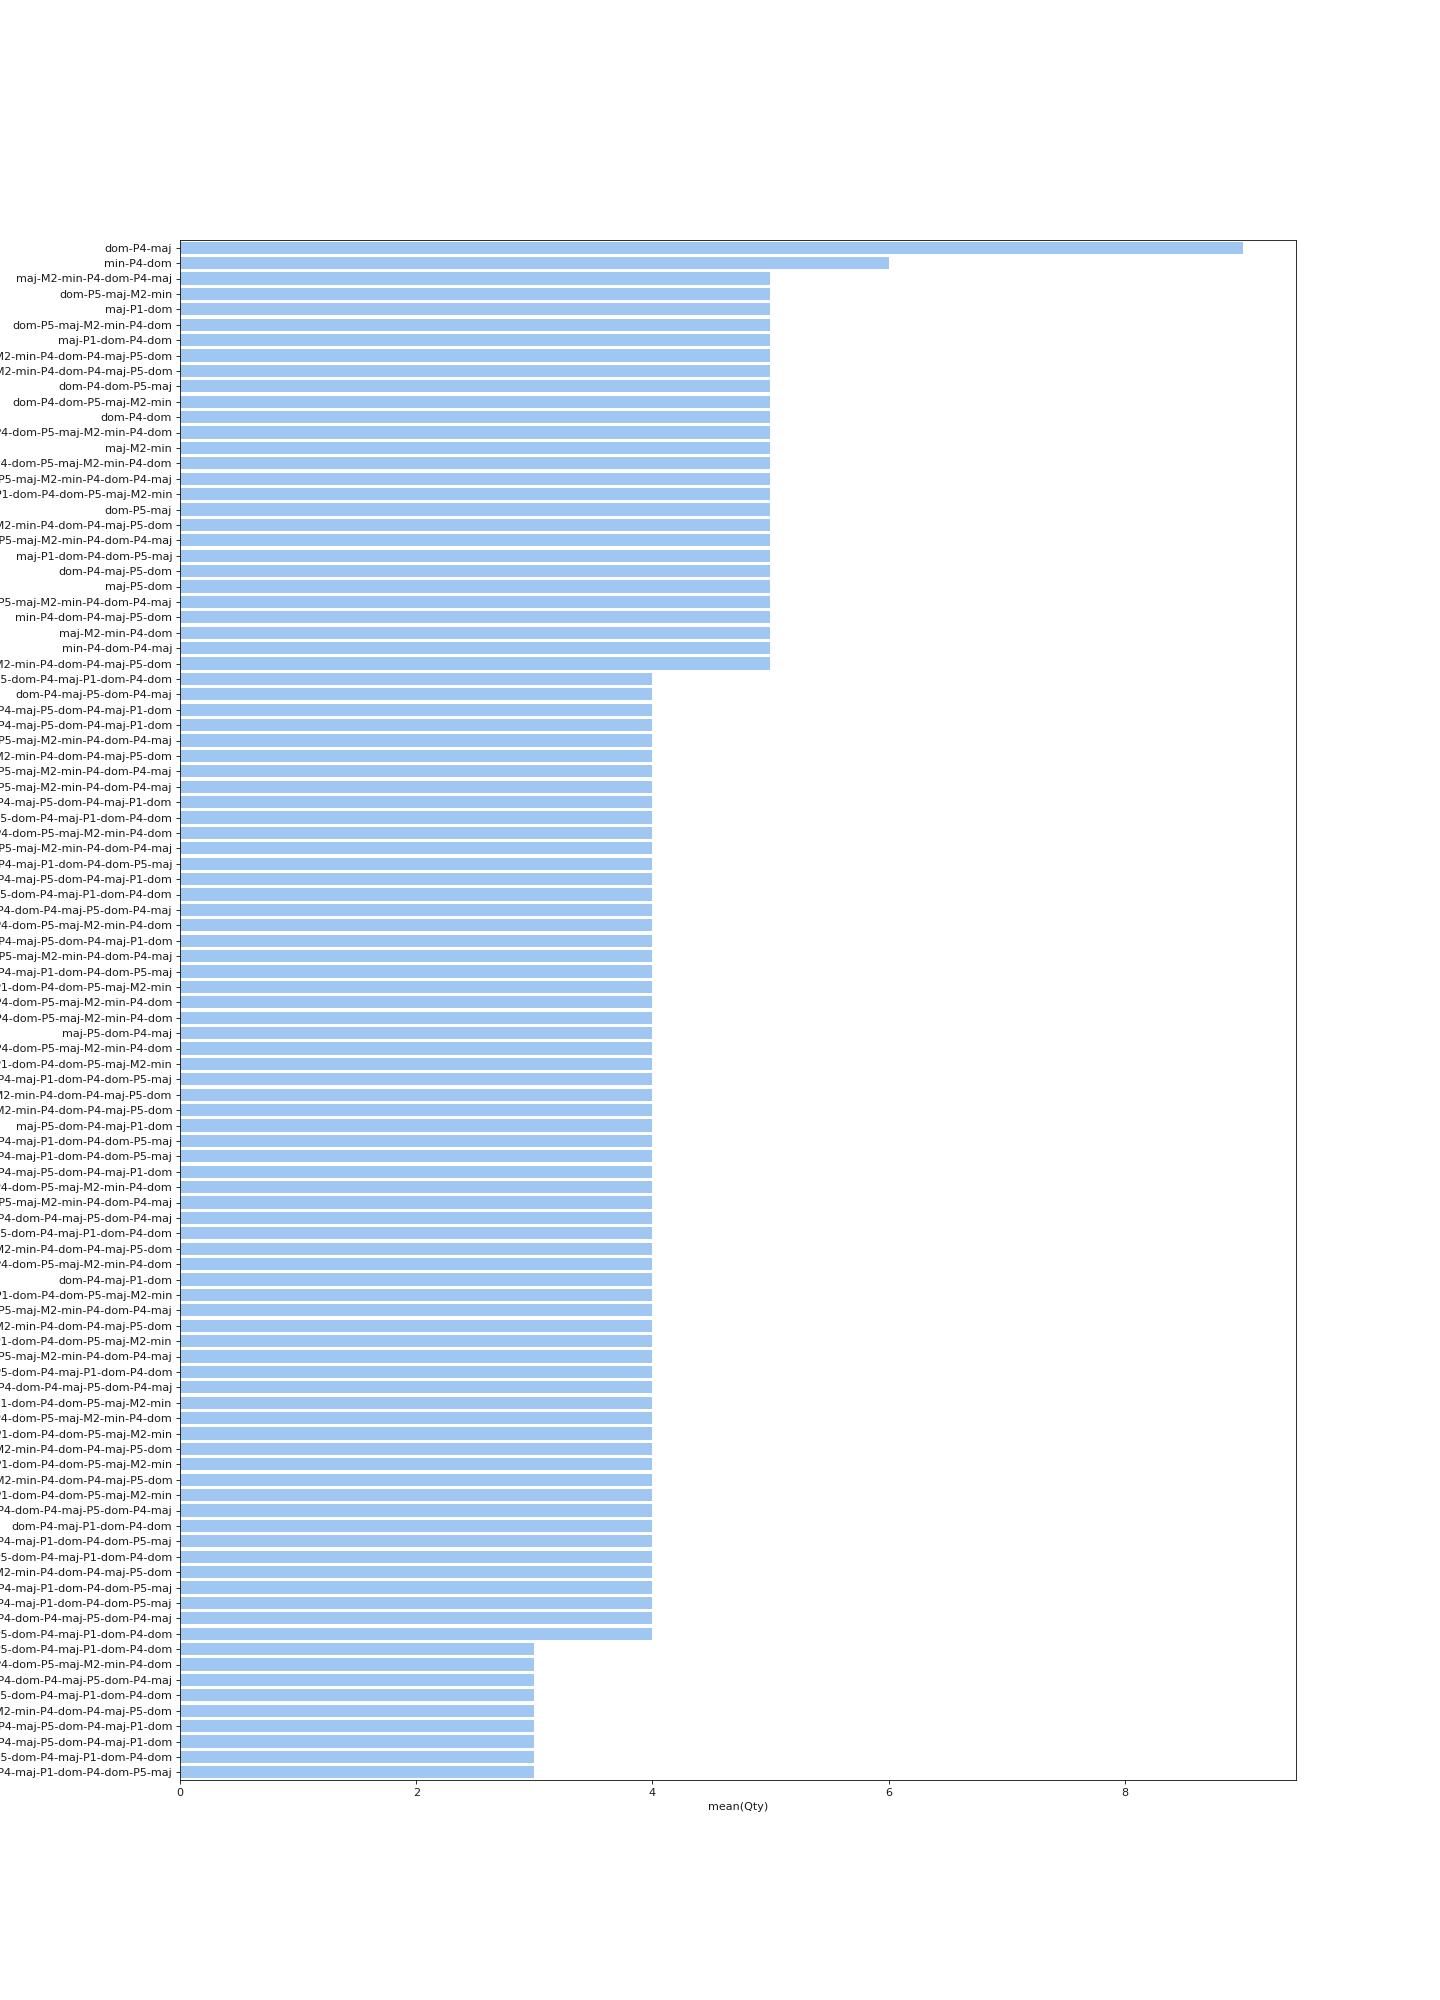 dom-P4-maj
min-P4-dom
maj-M2-min-P4-dom-P4-maj
dom-P5-maj-M2-min
maj-P1-dom
dom-P5-maj-M2-min-P4-dom
maj-P1-dom-P4-dom
M2-min-P4-dom-P4-maj-P5-dom
M2-min-P4-dom-P4-maj-P5-dom
dom-P4-dom-P5-maj
dom-P4-dom-P5-maj-M2-min
dom-P4-dom
P4-dom-P5-maj-M2-min-P4-dom
maj-M2-min
4-dom-P5-maj-M2-min-P4-dom
P5-maj-M2-min-P4-dom-P4-maj
P1-dom-P4-dom-P5-maj-M2-min
dom-P5-maj
M2-min-P4-dom-P4-maj-P5-dom
P5-maj-M2-min-P4-dom-P4-maj
maj-P1-dom-P4-dom-P5-maj
dom-P4-maj-P5-dom
maj-P5-dom
P5-maj-M2-min-P4-dom-P4-maj
min-P4-dom-P4-maj-P5-dom
maj-M2-min-P4-dom
min-P4-dom-P4-maj
M2-min-P4-dom-P4-maj-P5-dom
5-dom-P4-maj-P1-dom-P4-dom
dom-P4-maj-P5-dom-P4-maj
P4-maj-P5-dom-P4-maj-P1-dom
P4-maj-P5-dom-P4-maj-P1-dom
P5-maj-M2-min-P4-dom-P4-maj
M2-min-P4-dom-P4-maj-P5-dom
P5-maj-M2-min-P4-dom-P4-maj
P5-maj-M2-min-P4-dom-P4-maj
P4-maj-P5-dom-P4-maj-P1-dom
5-dom-P4-maj-P1-dom-P4-dom
P4-dom-P5-maj-M2-min-P4-dom
P5-maj-M2-min-P4-dom-P4-maj
P4-maj-P1-dom-P4-dom-P5-maj
P4-maj-P5-dom-P4-maj-P1-dom
5-dom-P4-maj-P1-dom-P4-dom
P4-dom-P4-maj-P5-dom-P4-maj
P4-dom-P5-maj-M2-min-P4-dom
P4-maj-P5-dom-P4-maj-P1-dom
P5-maj-M2-min-P4-dom-P4-maj
P4-maj-P1-dom-P4-dom-P5-maj
P1-dom-P4-dom-P5-maj-M2-min
P4-dom-P5-maj-M2-min-P4-dom
P4-dom-P5-maj-M2-min-P4-dom
maj-P5-dom-P4-maj
P4-dom-P5-maj-M2-min-P4-dom
P1-dom-P4-dom-P5-maj-M2-min
P4-maj-P1-dom-P4-dom-P5-maj
M2-min-P4-dom-P4-maj-P5-dom
M2-min-P4-dom-P4-maj-P5-dom
maj-P5-dom-P4-maj-P1-dom
P4-maj-P1-dom-P4-dom-P5-maj
P4-maj-P1-dom-P4-dom-P5-maj
P4-maj-P5-dom-P4-maj-P1-dom
P4-dom-P5-maj-M2-min-P4-dom
P5-maj-M2-min-P4-dom-P4-maj
P4-dom-P4-maj-P5-dom-P4-maj
5-dom-P4-maj-P1-dom-P4-dom
M2-min-P4-dom-P4-maj-P5-dom
P4-dom-P5-maj-M2-min-P4-dom
dom-P4-maj-P1-dom
P1-dom-P4-dom-P5-maj-M2-min
P5-maj-M2-min-P4-dom-P4-maj
M2-min-P4-dom-P4-maj-P5-dom
P1-dom-P4-dom-P5-maj-M2-min
P5-maj-M2-min-P4-dom-P4-maj
P5-dom-P4-maj-P1-dom-P4-dom
P4-dom-P4-maj-P5-dom-P4-maj
1-dom-P4-dom-P5-maj-M2-min
P4-dom-P5-maj-M2-min-P4-dom
P1-dom-P4-dom-P5-maj-M2-min
M2-min-P4-dom-P4-maj-P5-dom
P1-dom-P4-dom-P5-maj-M2-min
M2-min-P4-dom-P4-maj-P5-dom
P1-dom-P4-dom-P5-maj-M2-min
P4-dom-P4-maj-P5-dom-P4-maj
dom-P4-maj-P1-dom-P4-dom
P4-maj-P1-dom-P4-dom-P5-maj
P5-dom-P4-maj-P1-dom-P4-dom
M2-min-P4-dom-P4-maj-P5-dom
P4-maj-P1-dom-P4-dom-P5-maj
P4-maj-P1-dom-P4-dom-P5-maj
P4-dom-P4-maj-P5-dom-P4-maj
P5-dom-P4-maj-P1-dom-P4-dom
P5-dom-P4-maj-P1-dom-P4-dom
P4-dom-P5-maj-M2-min-P4-dom
P4-dom-P4-maj-P5-dom-P4-maj
5-dom-P4-maj-P1-dom-P4-dom
M2-min-P4-dom-P4-maj-P5-dom
P4-maj-P5-dom-P4-maj-P1-dom
P4-maj-P5-dom-P4-maj-P1-dom
P5-dom-P4-maj-P1-dom-P4-dom
P4-maj-P1-dom-P4-dom-P5-maj
0 2 4 6 8
mean(Qty)